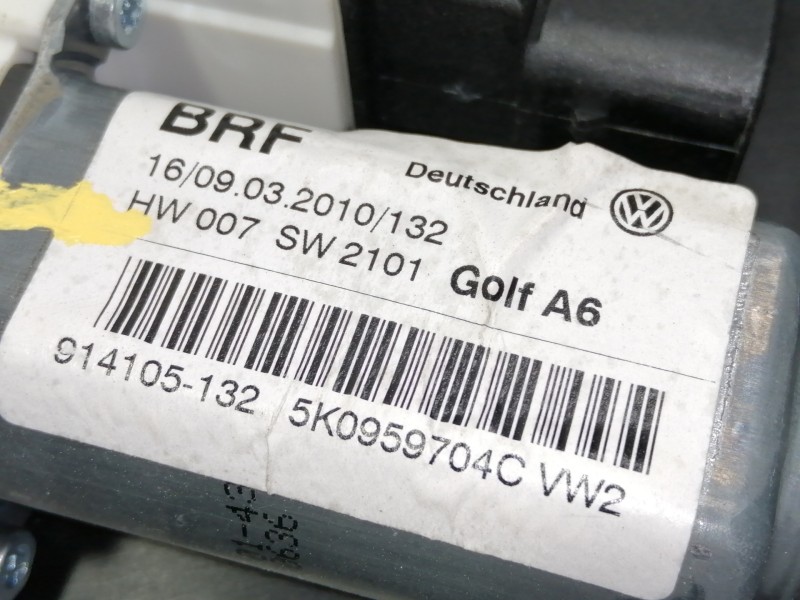 BRF
Deutschland
16/09.03.2010/132
HW 007 SW 2101 Golf A6
914105-132 5K0959704C VW2